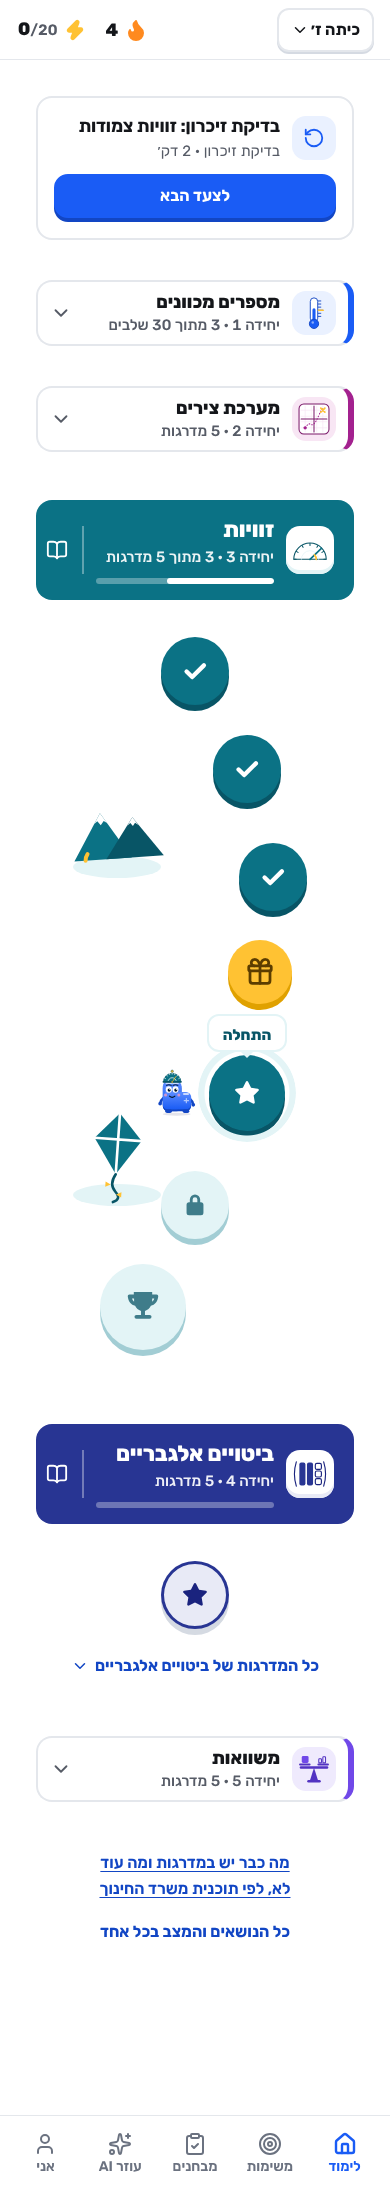 כיתה ז׳
4
0/20
בדיקת זיכרון: זוויות צמודות
בדיקת זיכרון • 2 דק׳
לצעד הבא
מספרים מכוונים
יחידה 1 • 3 מתוך 30 שלבים
מערכת צירים
יחידה 2 • 5 מדרגות
זוויות
יחידה 3 • 3 מתוך 5 מדרגות
התחלה
ביטויים אלגבריים
יחידה 4 • 5 מדרגות
כל המדרגות של ביטויים אלגבריים
משוואות
יחידה 5 • 5 מדרגות
מה כבר יש במדרגות ומה עוד
לא, לפי תוכנית משרד החינוך
כל הנושאים והמצב בכל אחד
לימוד
משימות
מבחנים
עוזר AI
אני